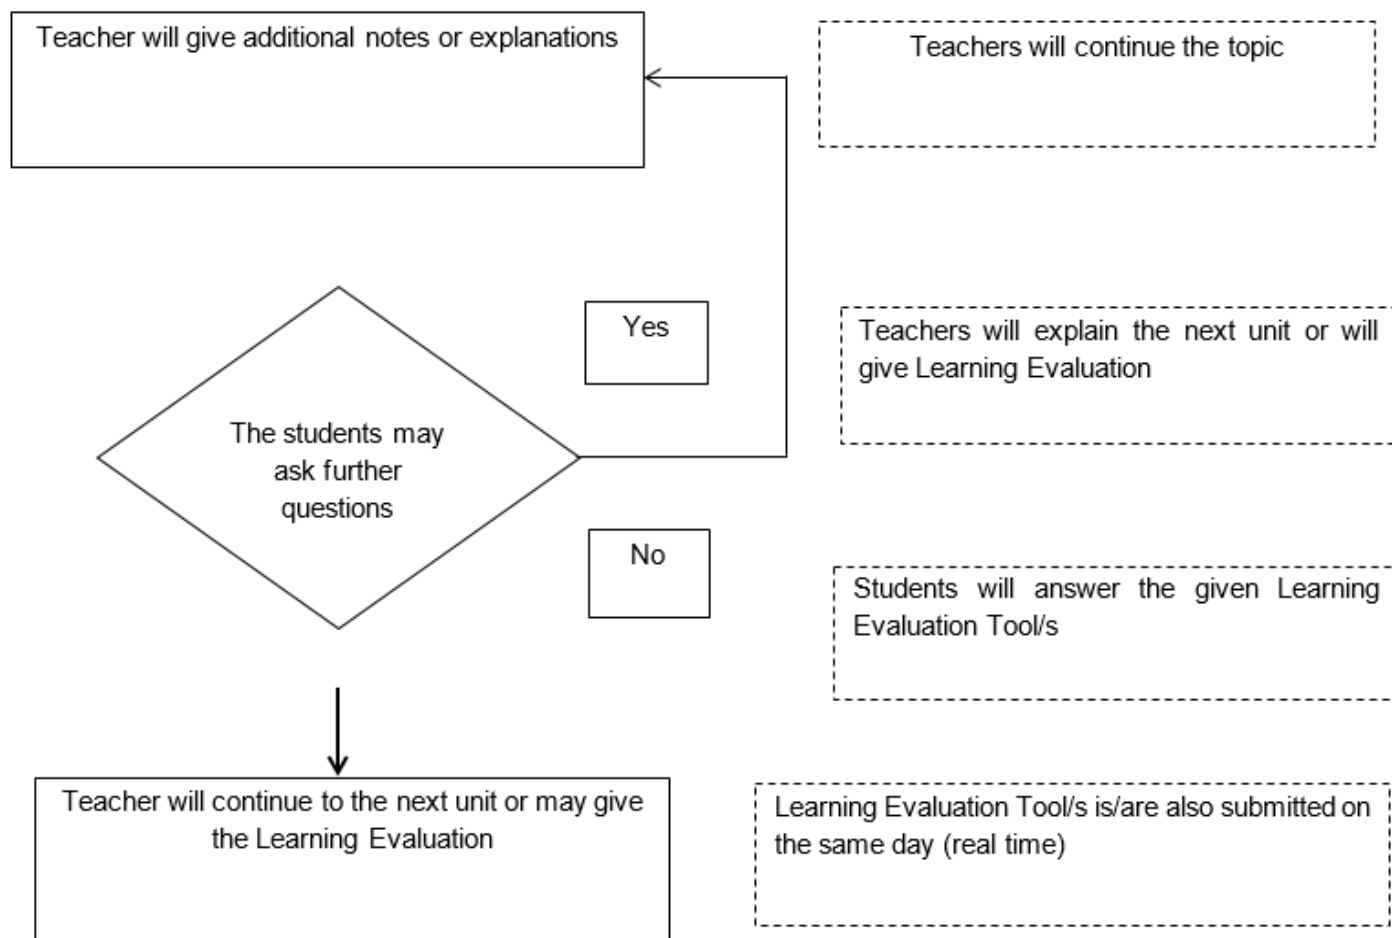 Teacher will give additional notes or explanations
Teachers will continue the topic
Yes
Teachers will explain the next unit or will
give Learning Evaluation
The students may
ask further
questions
No
Students will answer the given Learning
Evaluation Tool/s
Teacher will continue to the next unit or may give
the Learning Evaluation
Learning Evaluation Tool/s is/are also submitted on
the same day (real time)